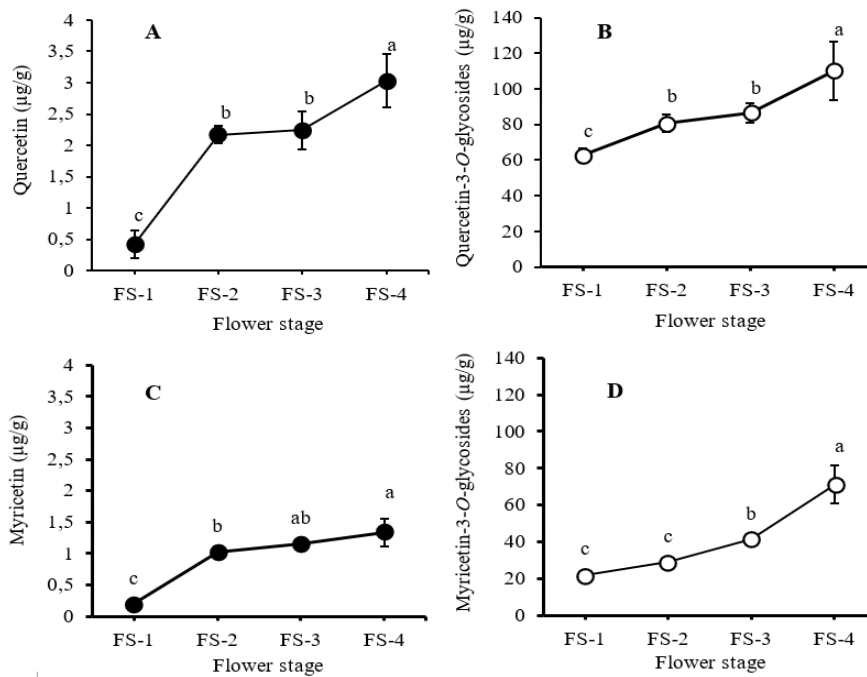 A
Quercetin (µg/g)
4
3,5
3
2,5
2
1,5
1
0,5
0
c
b
b
a
FS-1 FS-2 FS-3 FS-4
Flower stage
B
Quercetin-3-O-glycosides (µg/g)
140
120
100
80
60
40
20
0
c
b
b
a
FS-1 FS-2 FS-3 FS-4
Flower stage
C
Myricetin (µg/g)
4
3,5
3
2,5
2
1,5
1
0,5
0
c
b
ab
a
FS-1 FS-2 FS-3 FS-4
Flower stage
D
Myricetin-3-O-glycosides (µg/g)
140
120
100
80
60
40
20
0
c
c
b
a
FS-1 FS-2 FS-3 FS-4
Flower stage